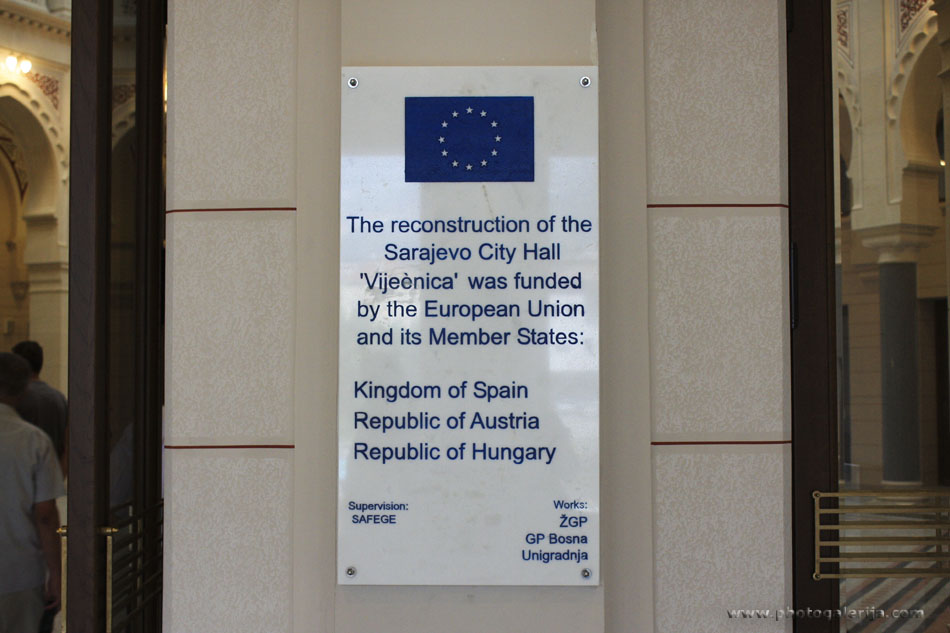 The reconstruction of the
Sarajevo City Hall
'Vijeènica' was funded
by the European Union
and its Member States:
Kingdom of Spain
Republic of Austria
Republic of Hungary
Supervision:
SAFEGE
Works:
ŽGP
GP Bosna
Unigradnja
www.photogalerija.com